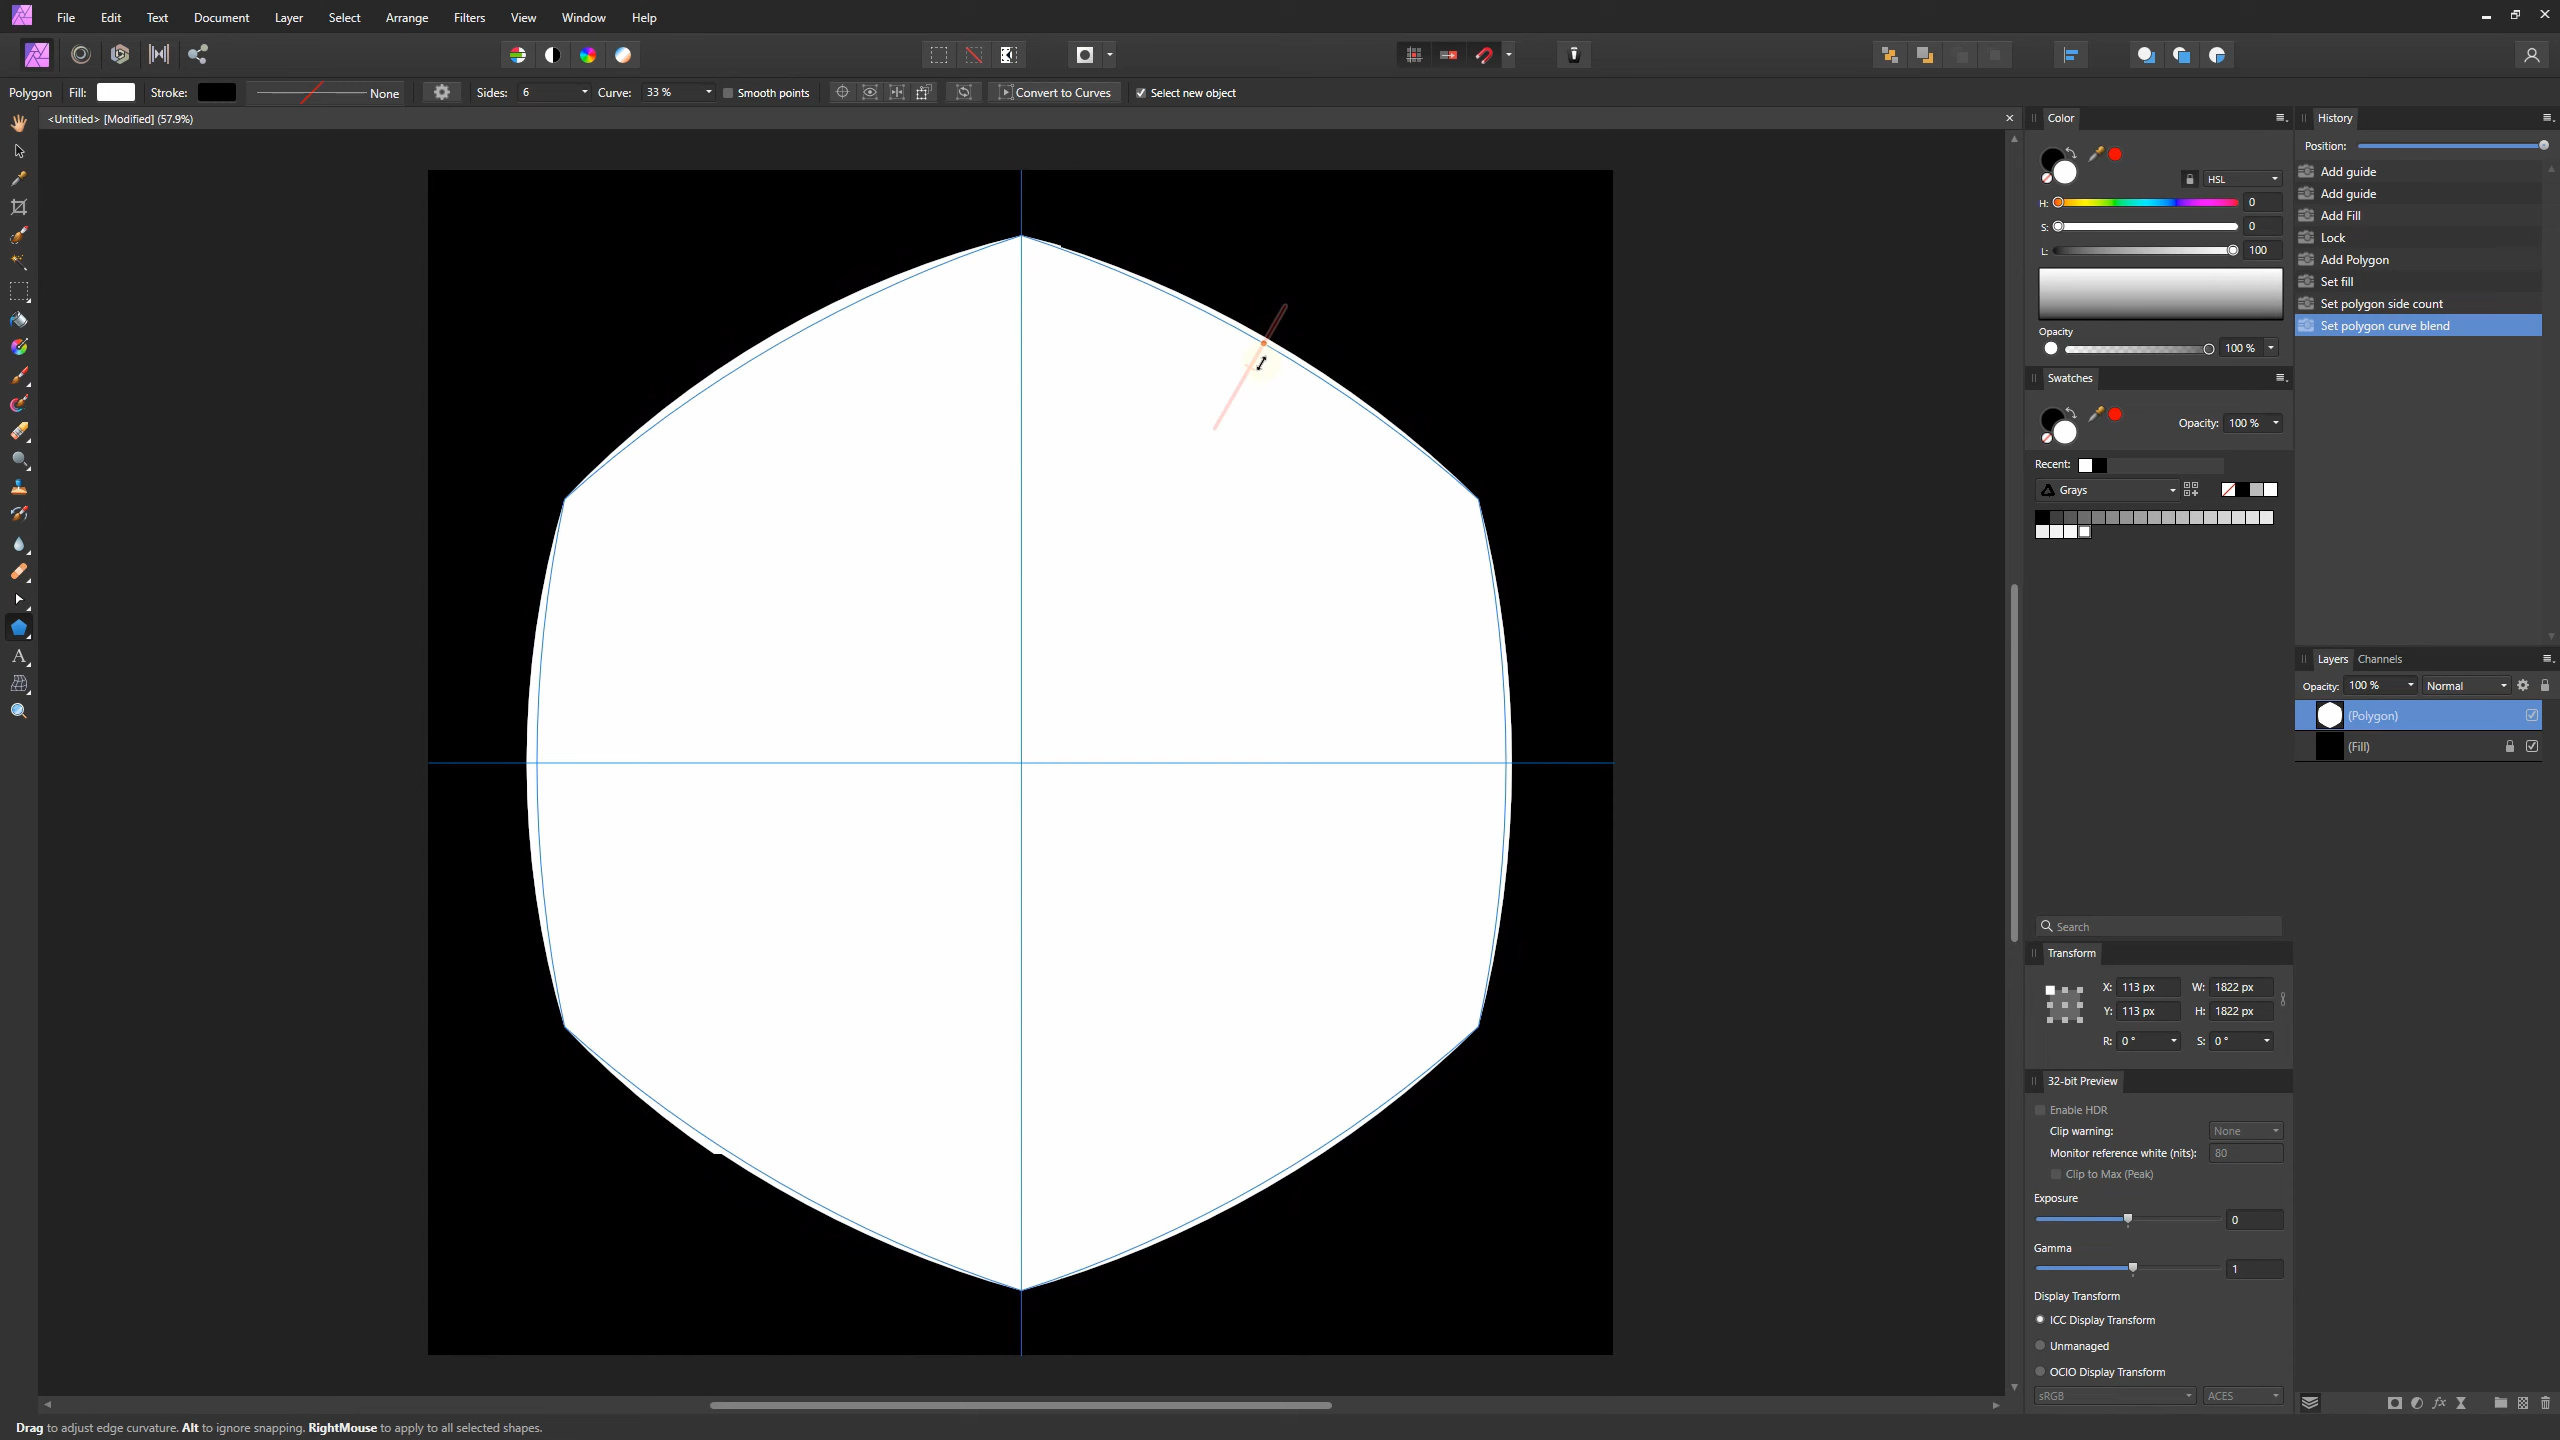 File Edit Text Document Layer Select Arrange Filters View Window Help
Polygon Fill: Stroke: None Sides: 6 Curve: 33 % Smooth points Convert to Curves Select new object
<Untitled> [Modified] (57.9%)
Color
HSL
H: 0
S: 0
L: 100
Opacity
100 %
Swatches
Opacity: 100 %
Recent:
Grays
Search
Transform
X: 113 px W: 1822 px
Y: 113 px H: 1822 px
R: 0 ° S: 0 °
32-bit Preview
Enable HDR
Clip warning: None
Monitor reference white (nits): 80
Clip to Max (Peak)
Exposure
0
Gamma
1
Display Transform
ICC Display Transform
Unmanaged
OCIO Display Transform
sRGB ACES
History
Position:
Add guide
Add guide
Add Fill
Lock
Add Polygon
Set fill
Set polygon side count
Set polygon curve blend
Layers Channels
Opacity: 100 % Normal
(Polygon)
(Fill)
Drag to adjust edge curvature. Alt to ignore snapping. RightMouse to apply to all selected shapes.